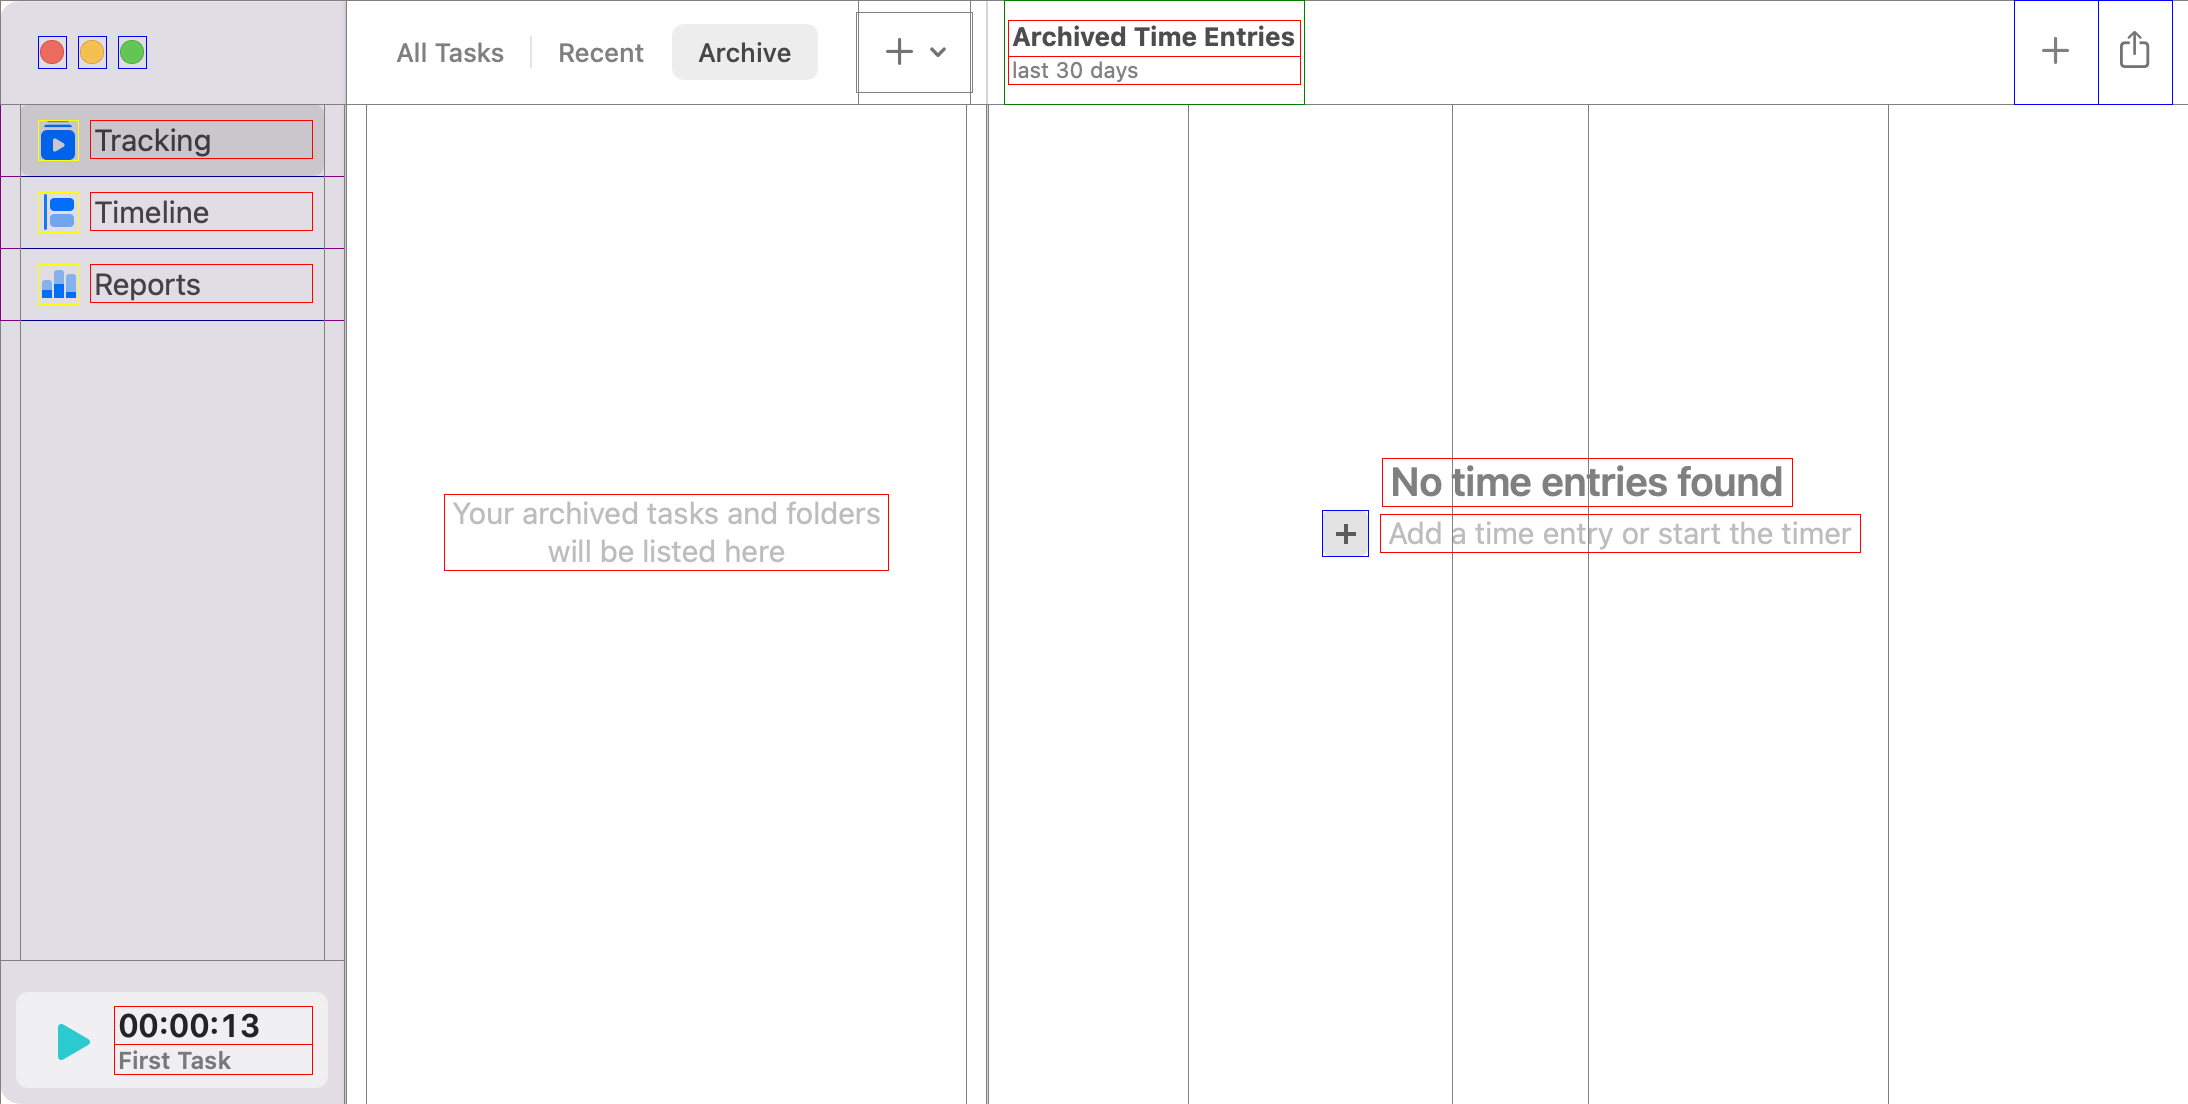 All Tasks
Recent
Archive
Archived Time Entries
last 30 days
Tracking
Timeline
Reports
Your archived tasks and folders
will be listed here
No time entries found
Add a time entry or start the timer
00:00:13
First Task